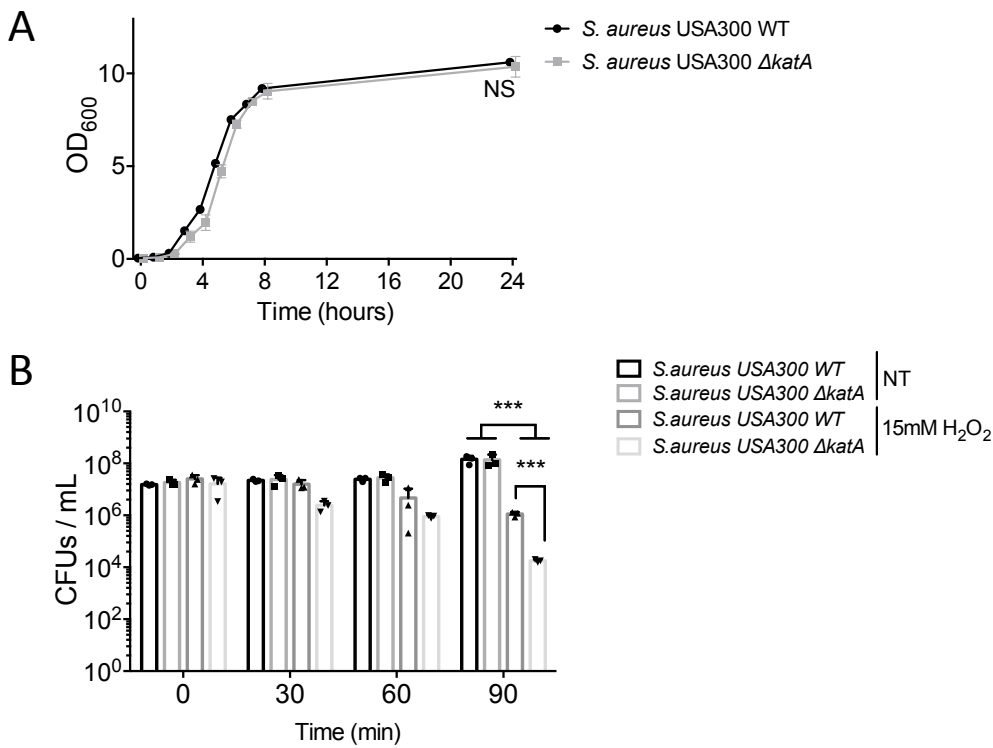 A
S. aureus USA300 WT
S. aureus USA300 ΔkatA
OD600
10
5
0
NS
0 4 8 12 16 20 24
Time (hours)
B
S.aureus USA300 WT
S.aureus USA300 ΔkatA
NT
S.aureus USA300 WT
S.aureus USA300 ΔkatA
15mM H2O2
CFUs / mL
10^10
10^8
10^6
10^4
10^2
10^0
***
***
0 30 60 90
Time (min)